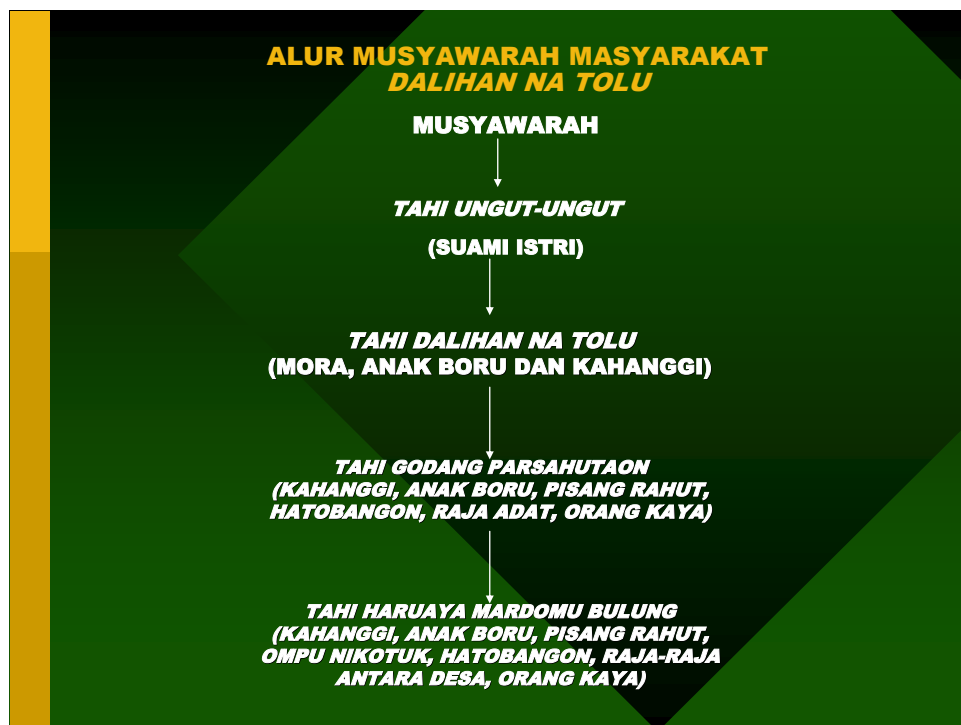 ALUR MUSYAWARAH MASYARAKAT
DALIHAN NA TOLU
MUSYAWARAH
TAHI UNGUT-UNGUT
(SUAMI ISTRI)
TAHI DALIHAN NA TOLU
(MORA, ANAK BORU DAN KAHANGGI)
TAHI GODANG PARSAHUTAON
(KAHANGGI, ANAK BORU, PISANG RAHUT,
HATOBANGON, RAJA ADAT, ORANG KAYA)
TAHI HARUAYA MARDOMU BULUNG
(KAHANGGI, ANAK BORU, PISANG RAHUT,
OMPU NIKOTUK, HATOBANGON, RAJA-RAJA
ANTARA DESA, ORANG KAYA)